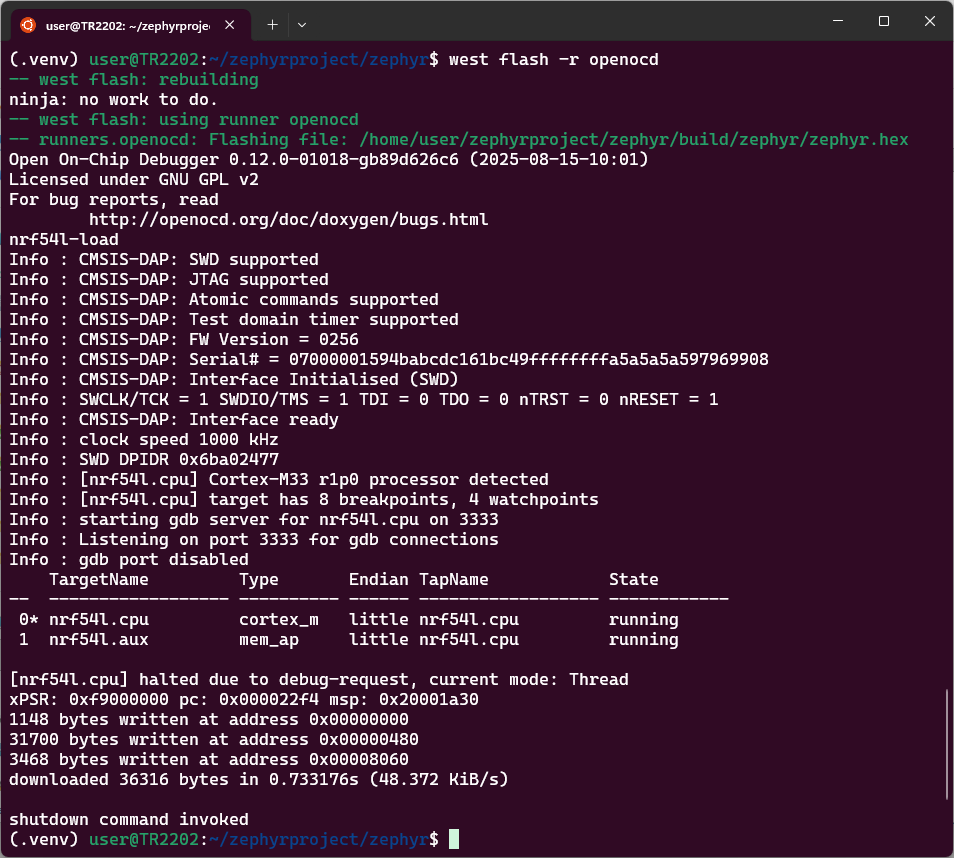 user@TR2202: ~/zephyrproje
(.venv) user@TR2202:~/zephyrproject/zephyr$ west flash -r openocd
-- west flash: rebuilding
ninja: no work to do.
-- west flash: using runner openocd
-- runners.openocd: Flashing file: /home/user/zephyrproject/zephyr/build/zephyr/zephyr.hex
Open On-Chip Debugger 0.12.0-01018-gb89d626c6 (2025-08-15-10:01)
Licensed under GNU GPL v2
For bug reports, read
        http://openocd.org/doc/doxygen/bugs.html
nrf54l-load
Info : CMSIS-DAP: SWD supported
Info : CMSIS-DAP: JTAG supported
Info : CMSIS-DAP: Atomic commands supported
Info : CMSIS-DAP: Test domain timer supported
Info : CMSIS-DAP: FW Version = 0256
Info : CMSIS-DAP: Serial# = 07000001594babcdc161bc49ffffffffa5a5a5a597969908
Info : CMSIS-DAP: Interface Initialised (SWD)
Info : SWCLK/TCK = 1 SWDIO/TMS = 1 TDI = 0 TDO = 0 nTRST = 0 nRESET = 1
Info : CMSIS-DAP: Interface ready
Info : clock speed 1000 kHz
Info : SWD DPIDR 0x6ba02477
Info : [nrf54l.cpu] Cortex-M33 r1p0 processor detected
Info : [nrf54l.cpu] target has 8 breakpoints, 4 watchpoints
Info : starting gdb server for nrf54l.cpu on 3333
Info : Listening on port 3333 for gdb connections
Info : gdb port disabled
    TargetName         Type       Endian TapName            State
--  ------------------ ---------- ------ ------------------ ------------
 0* nrf54l.cpu         cortex_m   little nrf54l.cpu         running
 1  nrf54l.aux         mem_ap     little nrf54l.cpu         running
[nrf54l.cpu] halted due to debug-request, current mode: Thread
xPSR: 0xf9000000 pc: 0x000022f4 msp: 0x20001a30
1148 bytes written at address 0x00000000
31700 bytes written at address 0x00000480
3468 bytes written at address 0x00008060
downloaded 36316 bytes in 0.733176s (48.372 KiB/s)
shutdown command invoked
(.venv) user@TR2202:~/zephyrproject/zephyr$